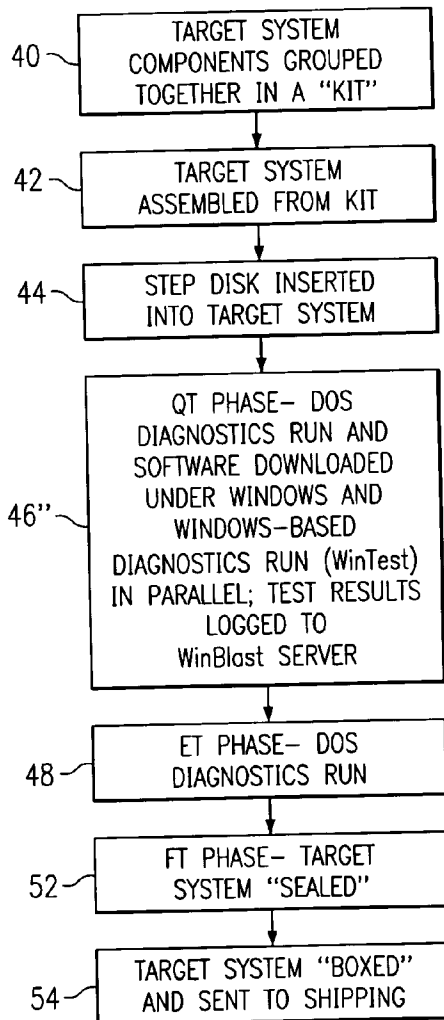 40
TARGET SYSTEM
COMPONENTS GROUPED
TOGETHER IN A "KIT"
42
TARGET SYSTEM
ASSEMBLED FROM KIT
44
STEP DISK INSERTED
INTO TARGET SYSTEM
46"
QT PHASE– DOS
DIAGNOSTICS RUN AND
SOFTWARE DOWNLOADED
UNDER WINDOWS AND
WINDOWS-BASED
DIAGNOSTICS RUN (WinTest)
IN PARALLEL; TEST RESULTS
LOGGED TO
WinBlast SERVER
48
ET PHASE– DOS
DIAGNOSTICS RUN
52
FT PHASE– TARGET
SYSTEM "SEALED"
54
TARGET SYSTEM "BOXED"
AND SENT TO SHIPPING